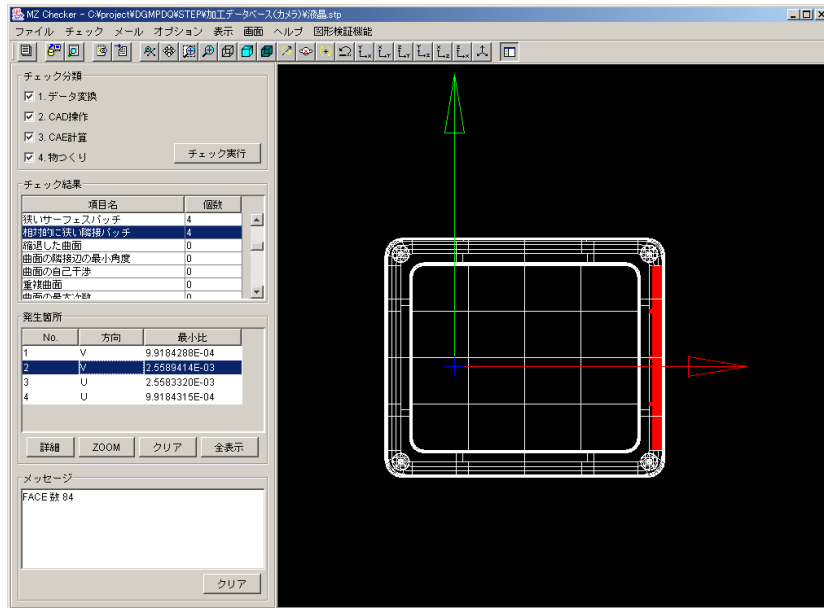 MZ Checker - C:¥project¥DGMPDQ¥STEP¥加工データベース(カメラ)¥液晶.stp
ファイル チェック メール オプション 表示 画面 ヘルプ 図形検証機能
チェック分類
1. データ変換
2. CAD操作
3. CAE計算
4. 物つくり
チェック実行
チェック結果
項目名 個数
狭いサーフェスパッチ 4
相対的に狭い隣接パッチ 4
縮退した曲面 0
曲面の隣接辺の最小角度 0
曲面の自己干渉 0
重複曲面 0
曲面の最大次数 0
発生箇所
No. 方向 最小比
1 V 9.9184288E-04
2 V 2.5589414E-03
3 U 2.5583320E-03
4 U 9.9184315E-04
詳細 ZOOM クリア 全表示
メッセージ
FACE 数 84
クリア